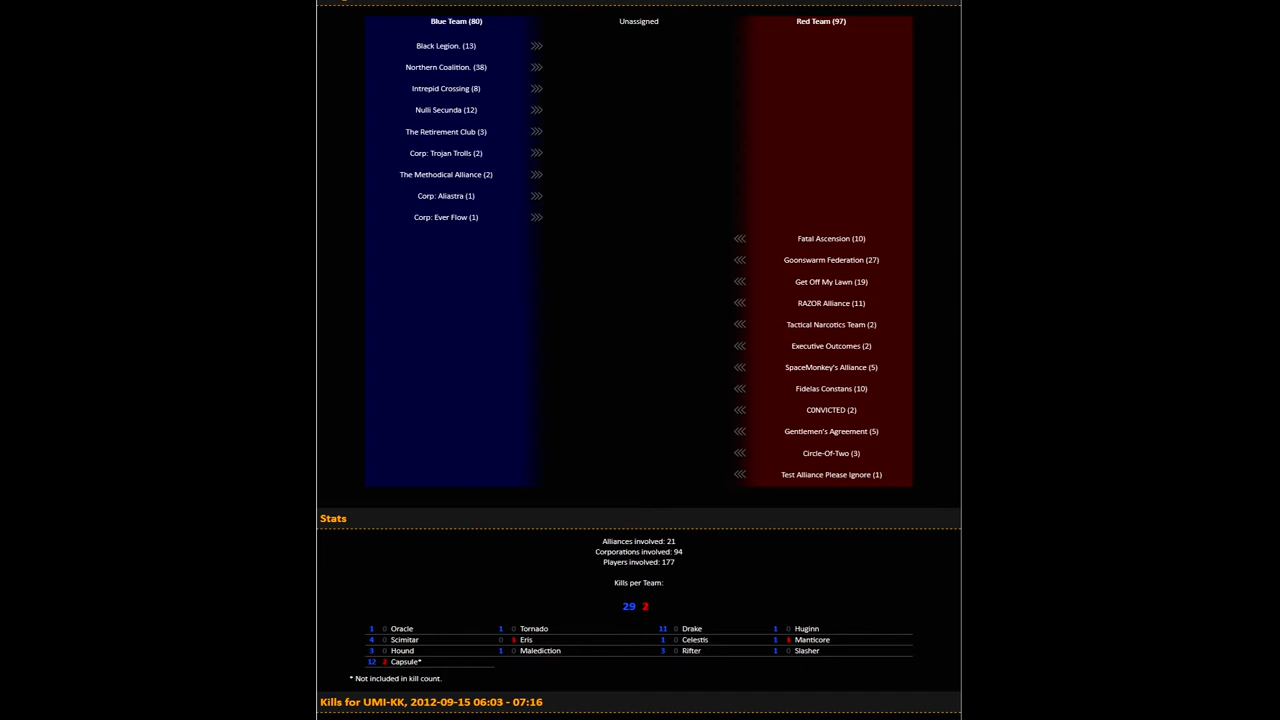 Blue Team (80) Unassigned Red Team (97)
Black Legion. (13)
Northern Coalition. (38)
Intrepid Crossing (8)
Nulli Secunda (12)
The Retirement Club (3)
Corp: Trojan Trolls (2)
The Methodical Alliance (2)
Corp: Aliastra (1)
Corp: Ever Flow (1)
Fatal Ascension (10)
Goonswarm Federation (27)
Get Off My Lawn (19)
RAZOR Alliance (11)
Tactical Narcotics Team (2)
Executive Outcomes (2)
SpaceMonkey's Alliance (5)
Fidelas Constans (10)
C0NVICTED (2)
Gentlemen's Agreement (5)
Circle-Of-Two (3)
Test Alliance Please Ignore (1)
Stats
Alliances involved: 21
Corporations involved: 94
Players involved: 177
Kills per Team:
29 2
1 0 Oracle 1 0 Tornado 11 0 Drake 1 0 Huginn
4 0 Scimitar 0 Eris 1 0 Celestis 1 Manticore
3 0 Hound 1 0 Malediction 3 0 Rifter 1 0 Slasher
12 2 Capsule*
* Not included in kill count.
Kills for UMI-KK, 2012-09-15 06:03 - 07:16